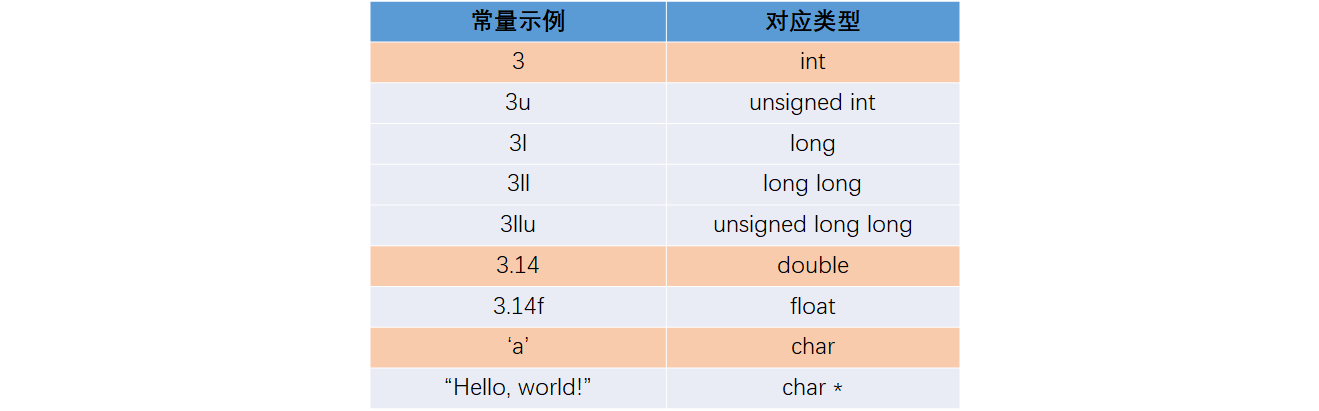 常量示例 对应类型
3 int
3u unsigned int
3l long
3ll long long
3llu unsigned long long
3.14 double
3.14f float
‘a’ char
“Hello, world!” char *